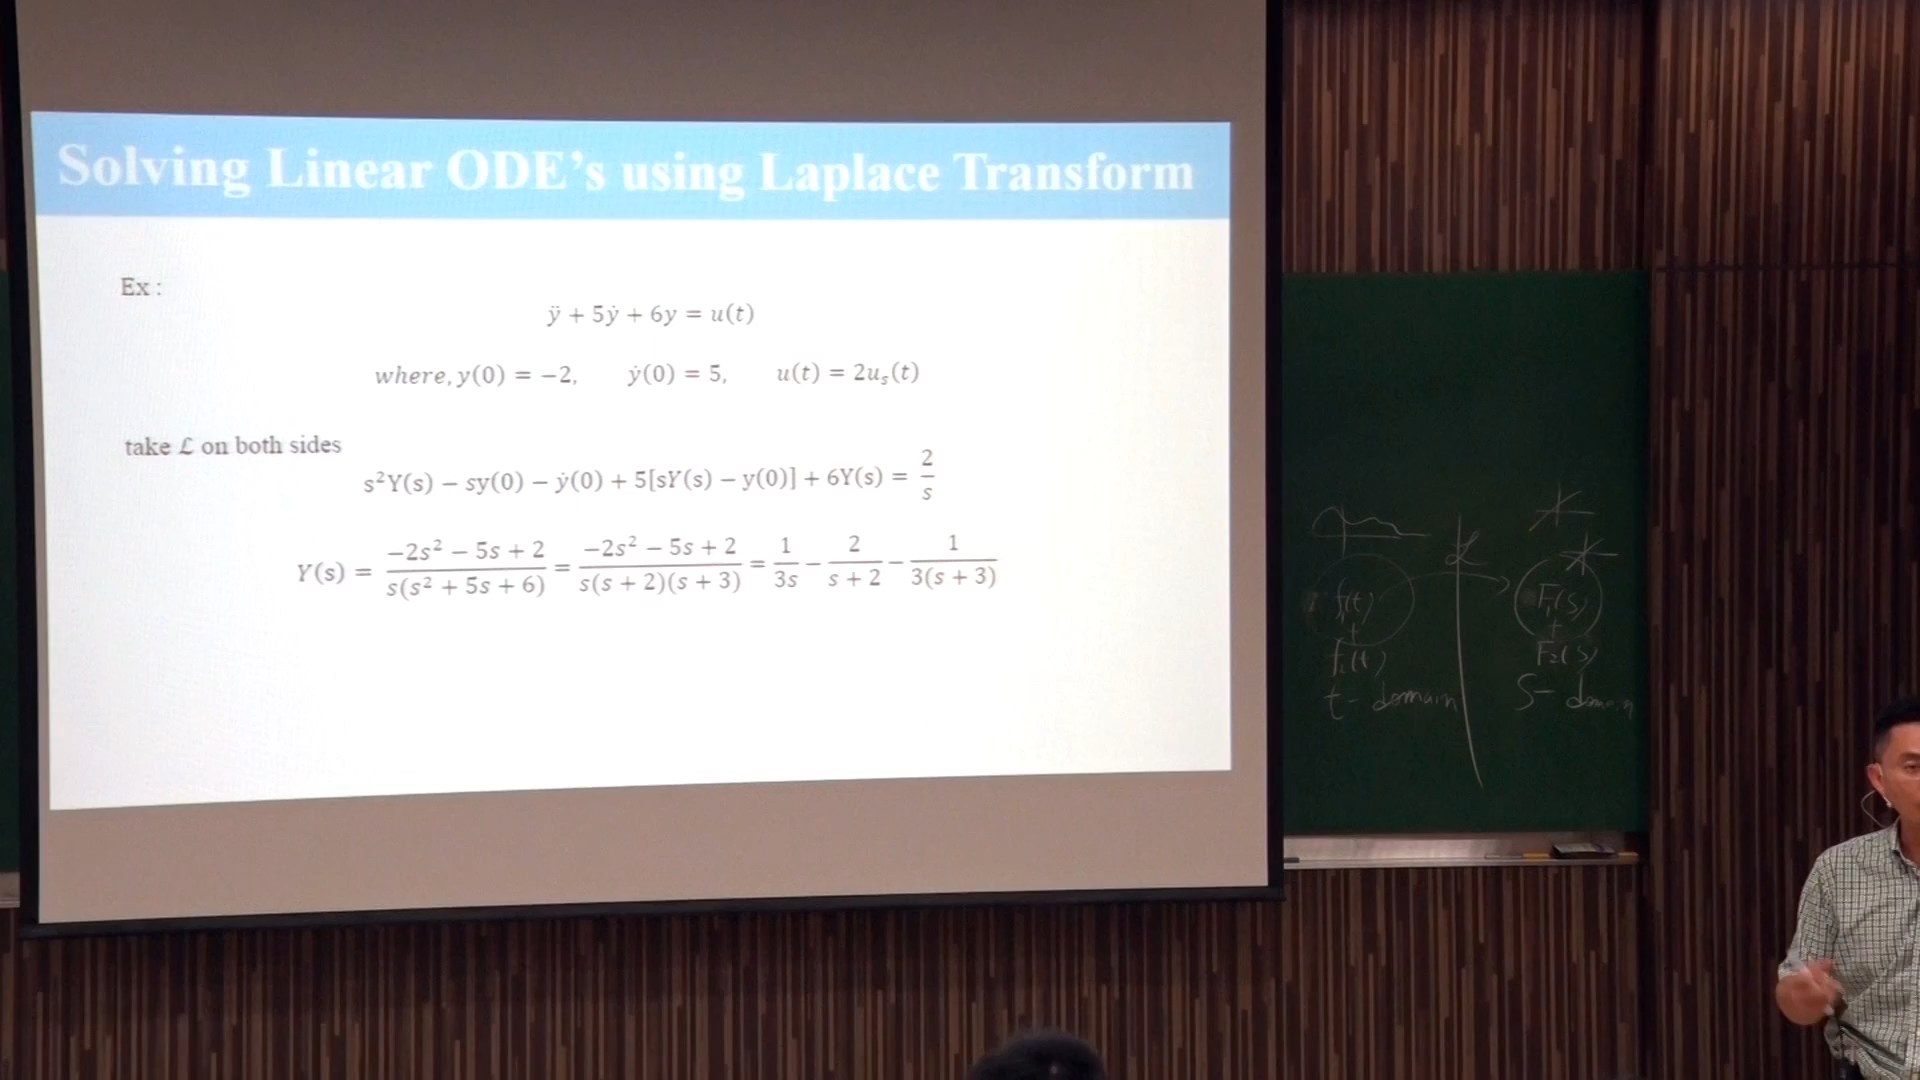 Solving Linear ODE's using Laplace Transform
Ex :
ÿ + 5ẏ + 6y = u(t)
where, y(0) = −2, ẏ(0) = 5, u(t) = 2uₛ(t)
take ℒ on both sides
s²Y(s) − sy(0) − ẏ(0) + 5[sY(s) − y(0)] + 6Y(s) = 2/s
Y(s) = (−2s² − 5s + 2)/(s(s² + 5s + 6)) = (−2s² − 5s + 2)/(s(s + 2)(s + 3)) = 1/(3s) − 2/(s + 2) − 1/(3(s + 3))
ℒ
F₁(s)
+ +
F₂(s)
t - domain S - domain